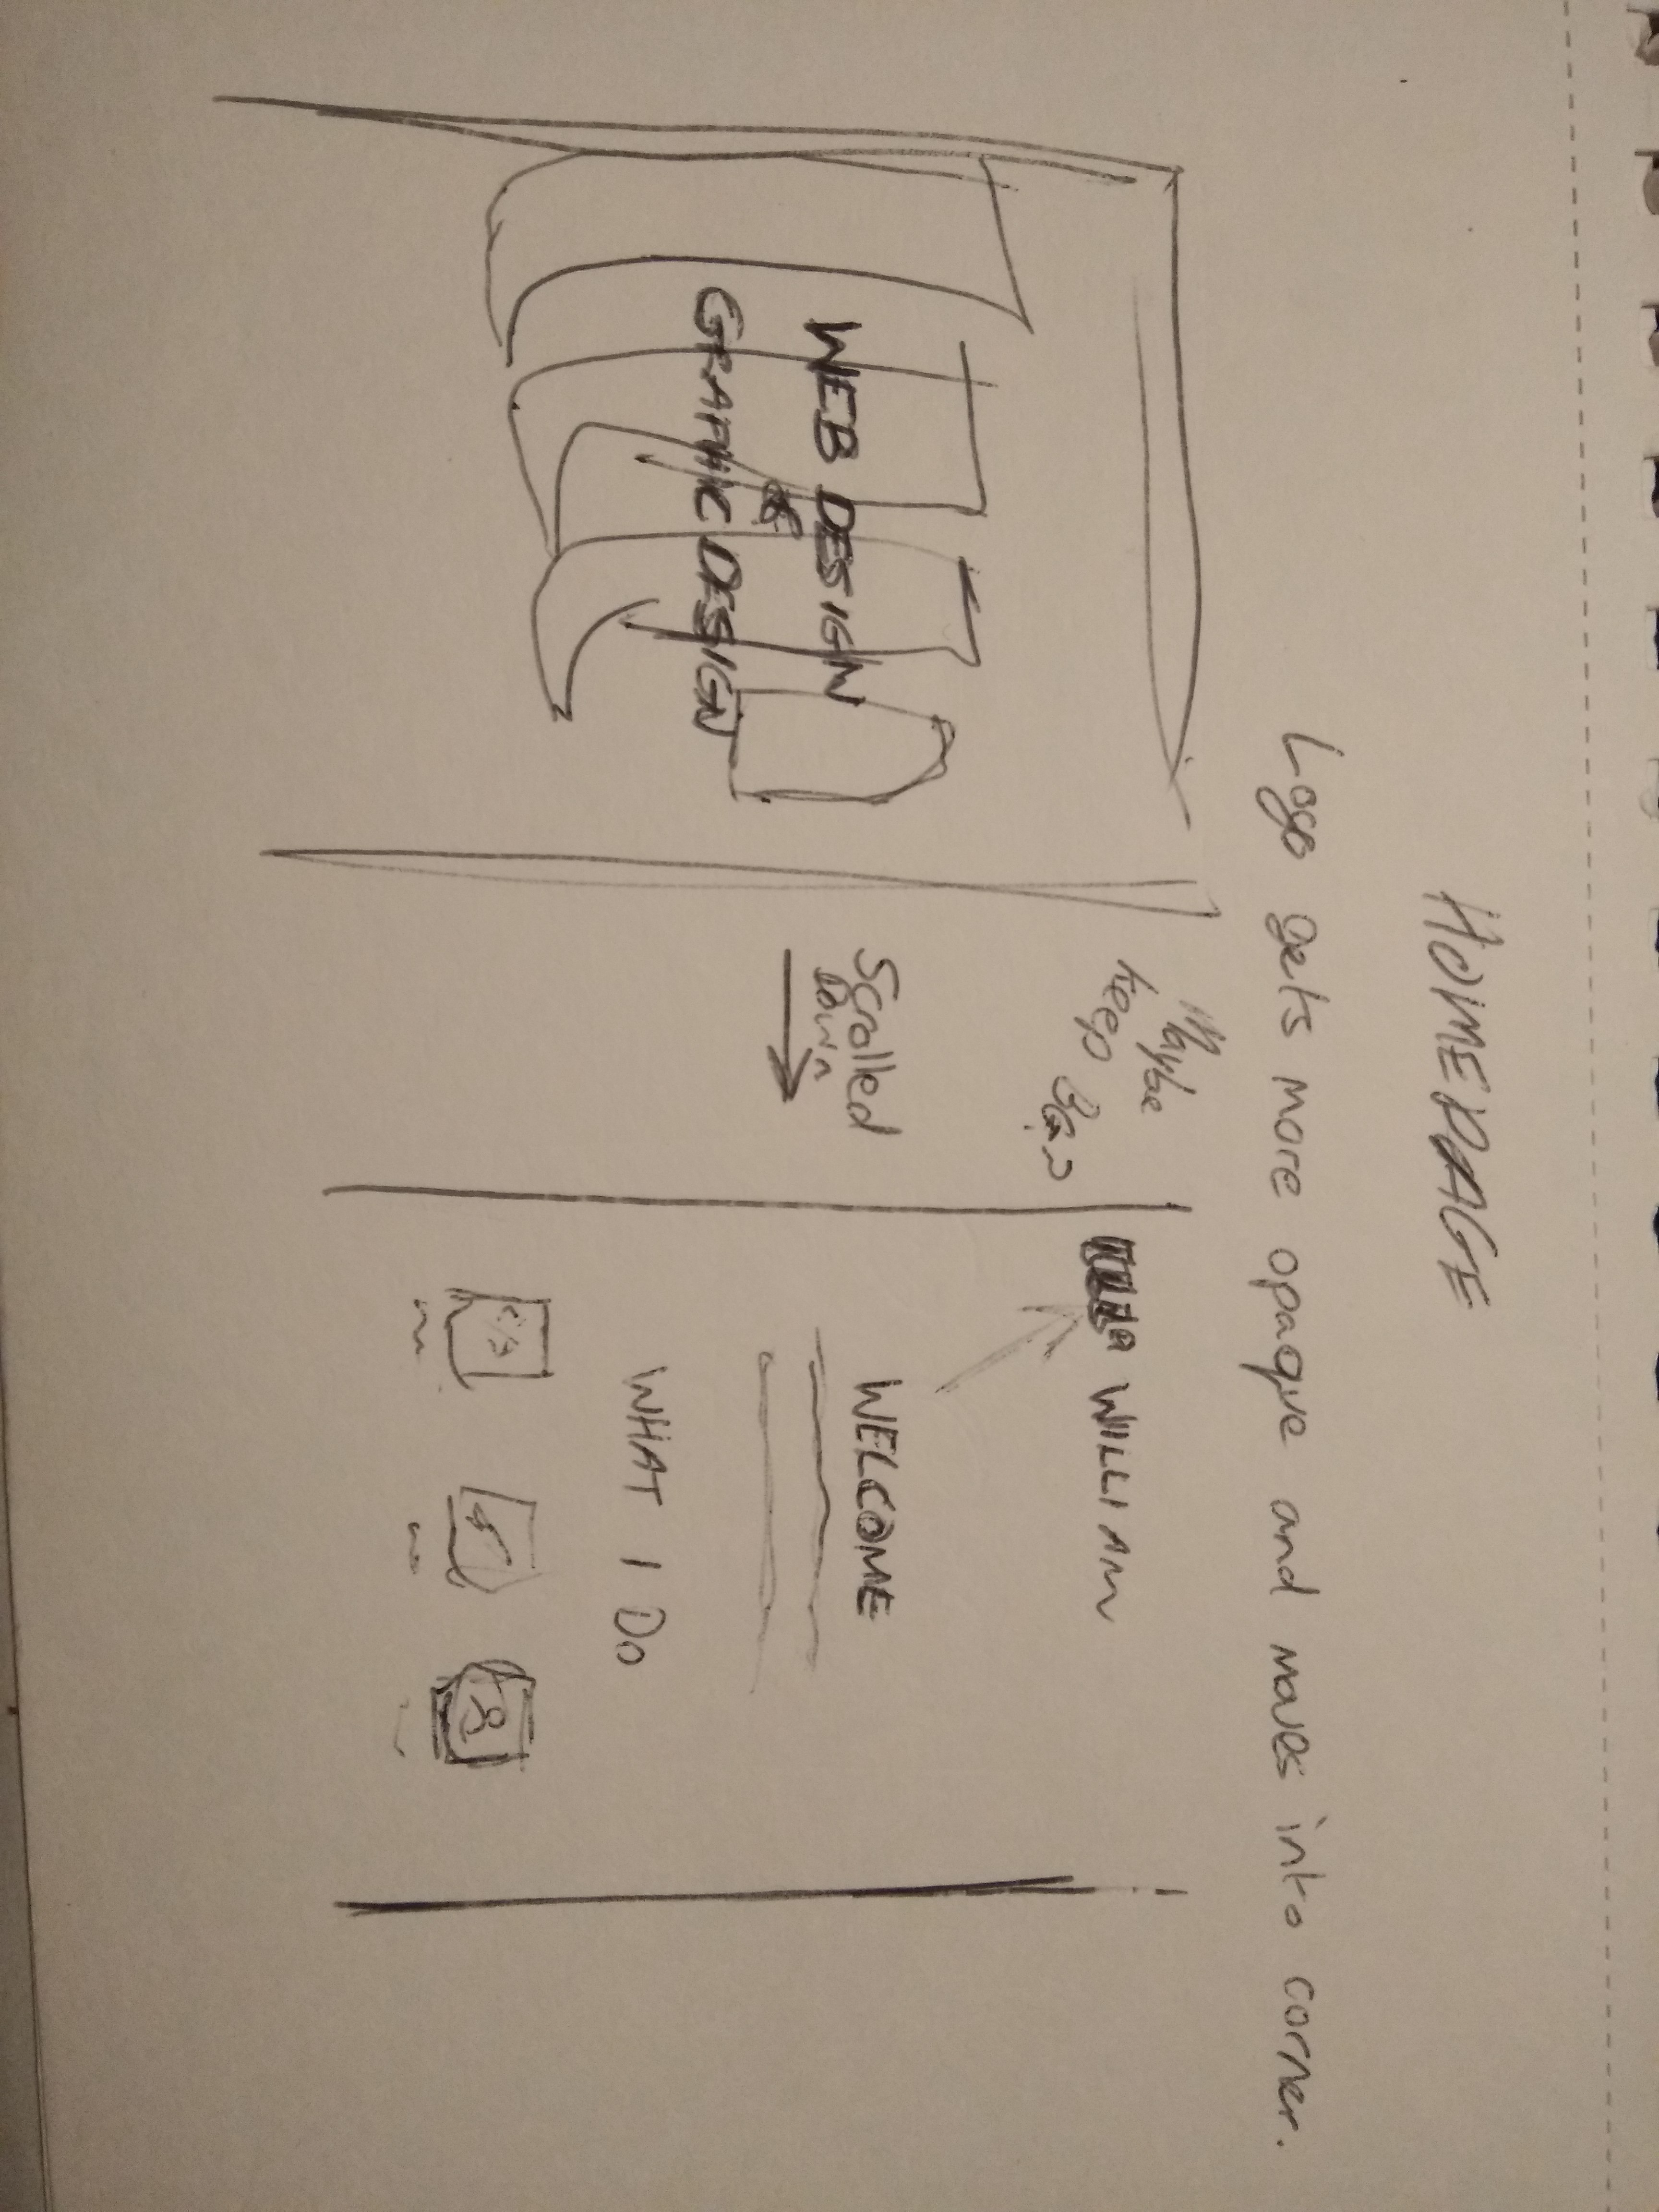 HOMEPAGE
Logo gets more opaque and moves into corner.
WEB DESIGN
&
GRAPHIC DESIGN
Maybe
keep
Scrolled
Down
WILLIAM
WELCOME
WHAT I DO